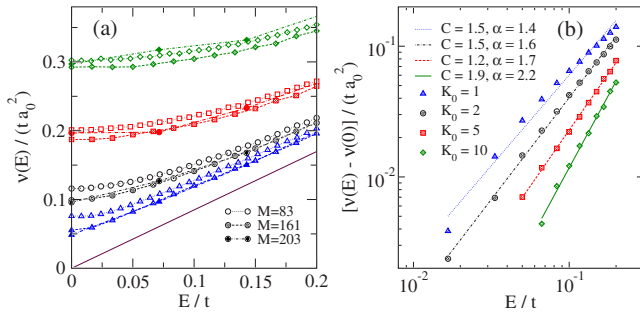 (a)
ν(E) / (t a₀²)
0.3
0.2
0.1
0
M=83
M=161
M=203
0 0.05 0.1 0.15 0.2
E / t
(b)
[ν(E) - ν(0)] / (t a₀²)
10⁻¹
10⁻²
C = 1.5, α = 1.4
C = 1.5, α = 1.6
C = 1.2, α = 1.7
C = 1.9, α = 2.2
K₀ = 1
K₀ = 2
K₀ = 5
K₀ = 10
10⁻² 10⁻¹
E / t